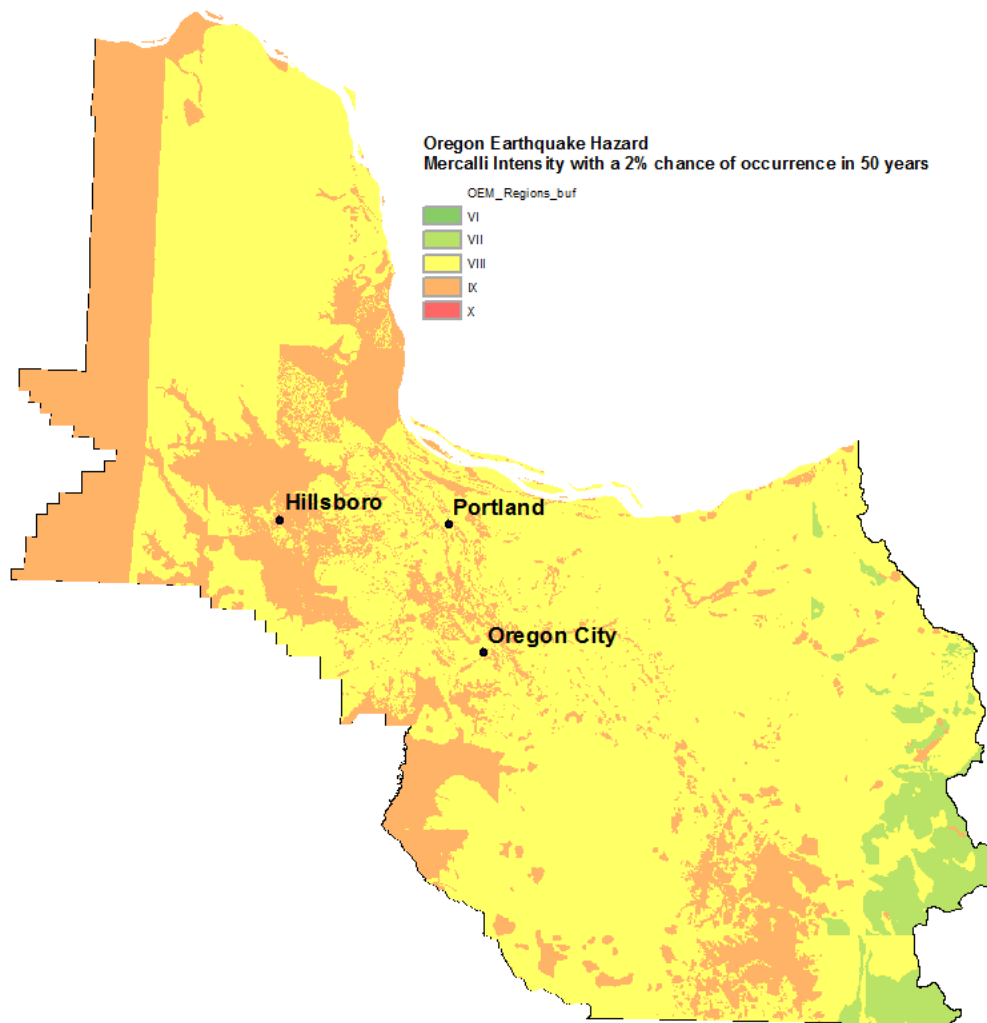 Oregon Earthquake Hazard
Mercalli Intensity with a 2% chance of occurrence in 50 years
OEM_Regions_buf
VI
VII
VIII
IX
X
Hillsboro
Portland
Oregon City